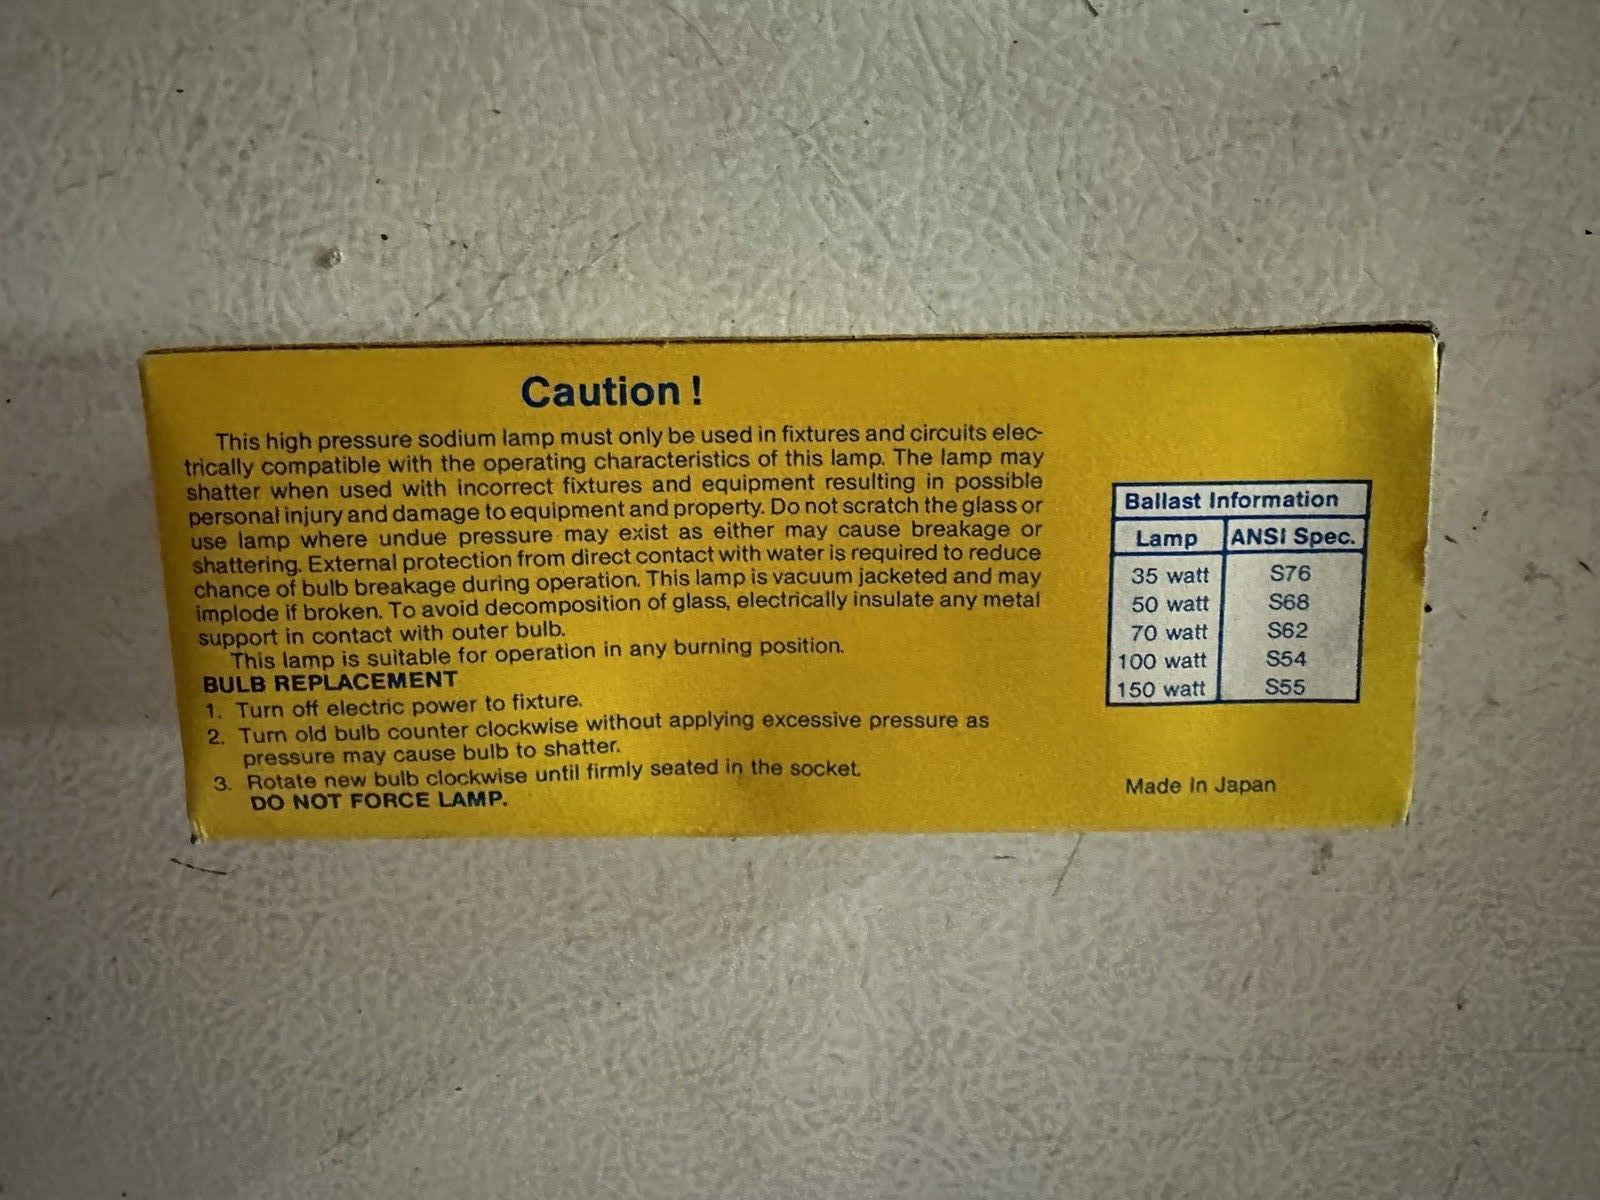 Caution !
This high pressure sodium lamp must only be used in fixtures and circuits elec-
trically compatible with the operating characteristics of this lamp. The lamp may
shatter when used with incorrect fixtures and equipment resulting in possible
personal injury and damage to equipment and property. Do not scratch the glass or
use lamp where undue pressure may exist as either may cause breakage or
shattering. External protection from direct contact with water is required to reduce
chance of bulb breakage during operation. This lamp is vacuum jacketed and may
implode if broken. To avoid decomposition of glass, electrically insulate any metal
support in contact with outer bulb.
This lamp is suitable for operation in any burning position.
BULB REPLACEMENT
1. Turn off electric power to fixture.
2. Turn old bulb counter clockwise without applying excessive pressure as
pressure may cause bulb to shatter.
3. Rotate new bulb clockwise until firmly seated in the socket.
DO NOT FORCE LAMP.
Ballast Information
Lamp ANSI Spec.
35 watt S76
50 watt S68
70 watt S62
100 watt S54
150 watt S55
Made In Japan